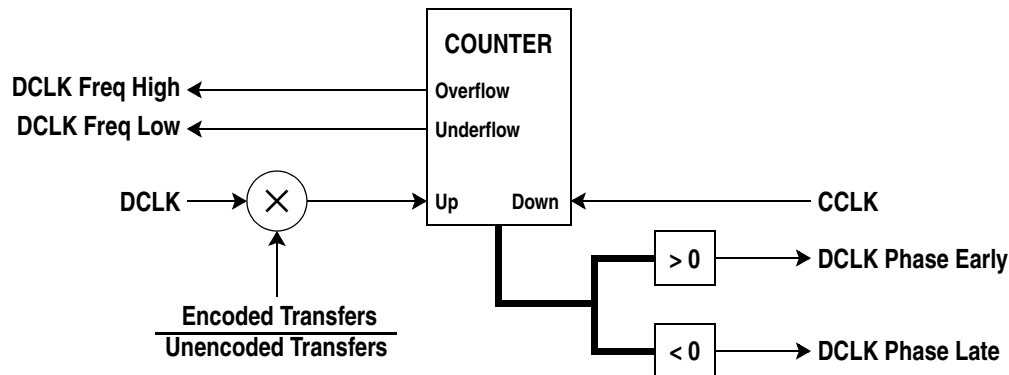 COUNTER
DCLK Freq High
Overflow
DCLK Freq Low
Underflow
DCLK
×
Up
Down
CCLK
> 0
DCLK Phase Early
Encoded Transfers
Unencoded Transfers
< 0
DCLK Phase Late